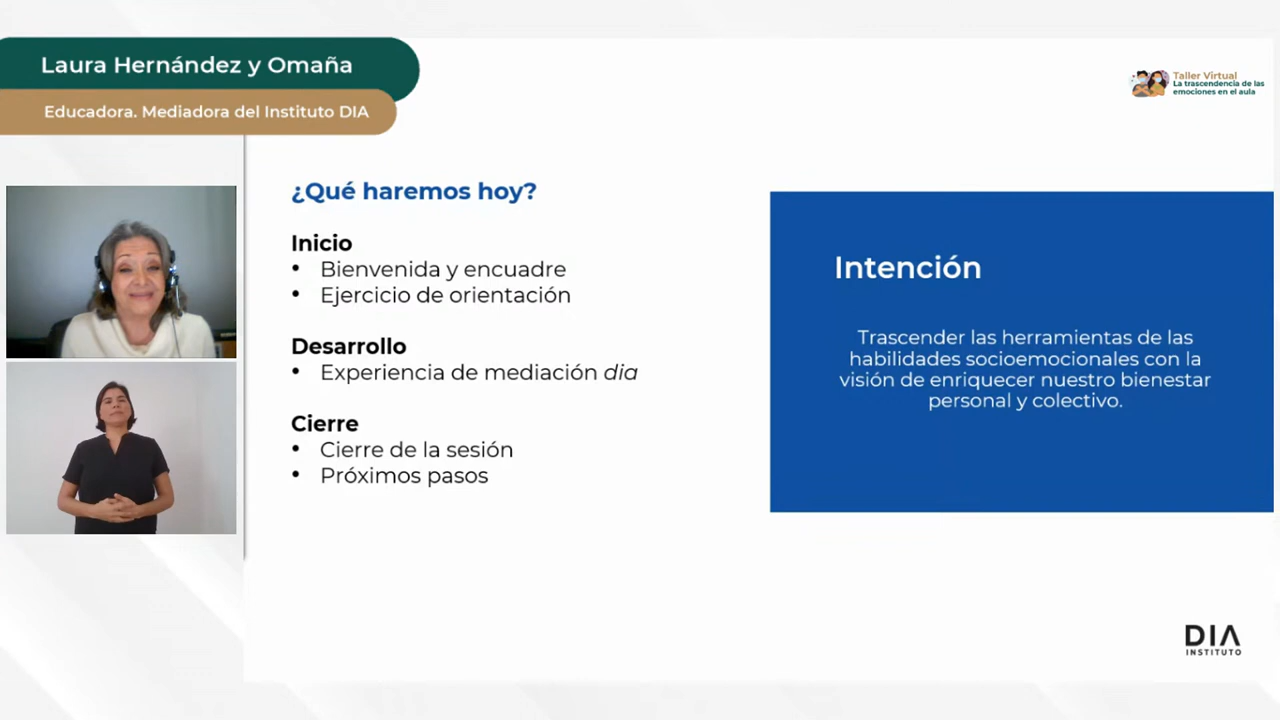 Laura Hernández y Omaña
Educadora. Mediadora del Instituto DIA
Taller Virtual
La trascendencia de las
emociones en el aula
¿Qué haremos hoy?
Inicio
• Bienvenida y encuadre
• Ejercicio de orientación
Desarrollo
• Experiencia de mediación dia
Cierre
• Cierre de la sesión
• Próximos pasos
Intención
Trascender las herramientas de las
habilidades socioemocionales con la
visión de enriquecer nuestro bienestar
personal y colectivo.
DIA
INSTITUTO